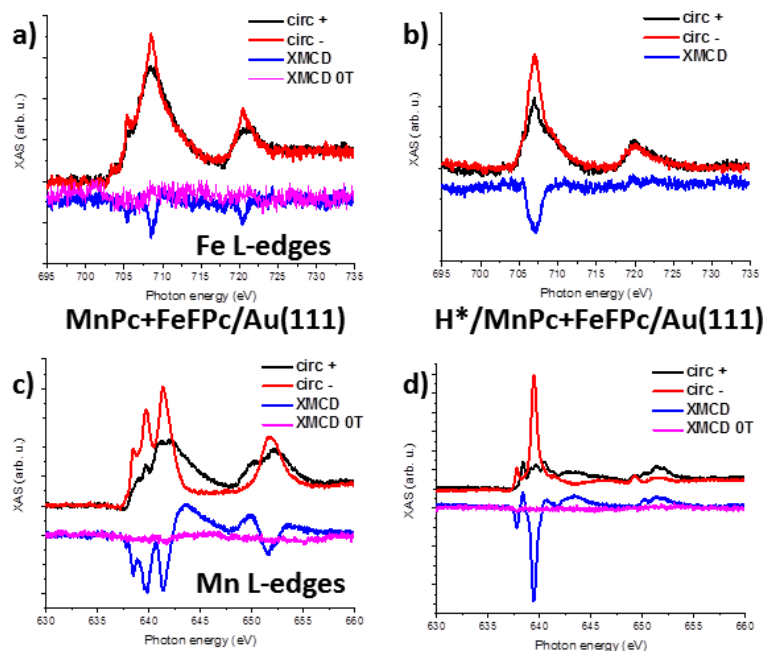 a)
circ +
circ -
XMCD
XMCD 0T
XAS (arb. u.)
Fe L-edges
695 700 705 710 715 720 725 730 735
Photon energy (eV)
b)
circ +
circ -
XMCD
XAS (arb. u.)
695 700 705 710 715 720 725 730 735
Photon energy (eV)
MnPc+FeFPc/Au(111)
H*/MnPc+FeFPc/Au(111)
c)
circ +
circ -
XMCD
XMCD 0T
XAS (arb. u.)
Mn L-edges
630 635 640 645 650 655 660
Photon energy (eV)
d)
circ +
circ -
XMCD
XMCD 0T
XAS (arb. u.)
630 635 640 645 650 655 660
Photon energy (eV)